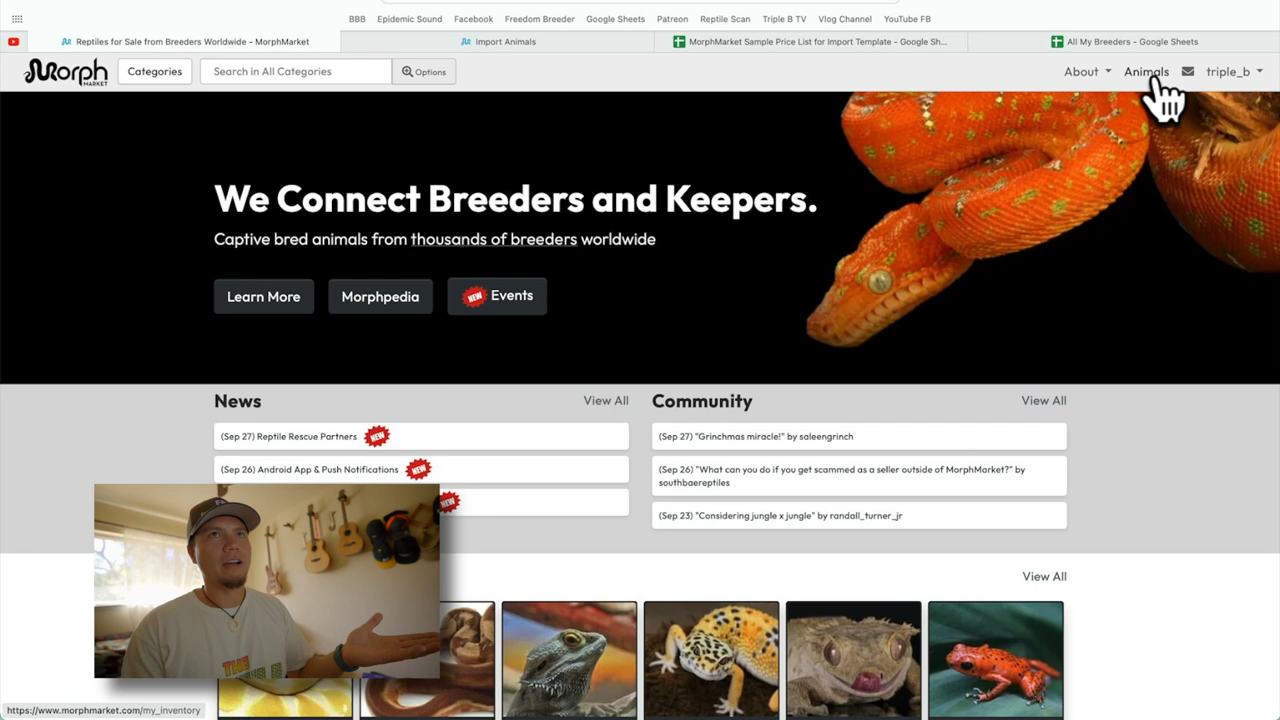 BBB Epidemic Sound Facebook Freedom Breeder Google Sheets Patreon Reptile Scan Triple B TV Vlog Channel YouTube FB
Reptiles for Sale from Breeders Worldwide - MorphMarket
Import Animals
MorphMarket Sample Price List for Import Template - Google Sh...
All My Breeders - Google Sheets
Morph
MARKET
Categories
Search in All Categories
Options
About
Animals
triple_b
We Connect Breeders and Keepers.
Captive bred animals from thousands of breeders worldwide
Learn More
Morphpedia
NEW Events
News
View All
(Sep 27) Reptile Rescue Partners NEW
(Sep 26) Android App & Push Notifications NEW
NEW
Community
View All
(Sep 27) "Grinchmas miracle!" by saleengrinch
(Sep 26) "What can you do if you get scammed as a seller outside of MorphMarket?" by
southbaereptiles
(Sep 23) "Considering jungle x jungle" by randall_turner_jr
View All
THE
https://www.morphmarket.com/my_inventory